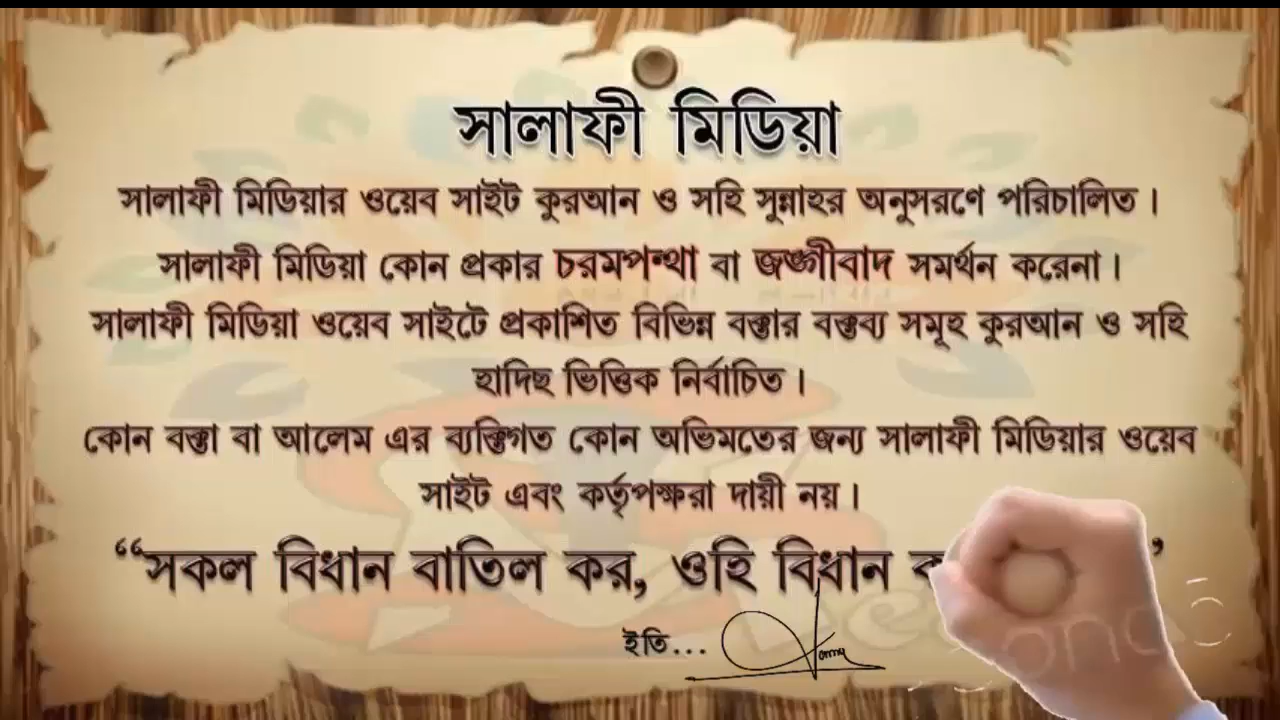 সালাফী মিডিয়া
সালাফী মিডিয়ার ওয়েব সাইট কুরআন ও সহি সুন্নাহর অনুসরণে পরিচালিত।
সালাফী মিডিয়া কোন প্রকার চরমপন্থা বা জঙ্গীবাদ সমর্থন করেনা।
সালাফী মিডিয়া ওয়েব সাইটে প্রকাশিত বিভিন্ন বক্তার বক্তব্য সমূহ কুরআন ও সহি
হাদিছ ভিত্তিক নির্বাচিত।
কোন বক্তা বা আলেম এর ব্যক্তিগত কোন অভিমতের জন্য সালাফী মিডিয়ার ওয়েব
সাইট এবং কর্তৃপক্ষরা দায়ী নয়।
“সকল বিধান বাতিল কর, ওহি বিধান
ইতি...